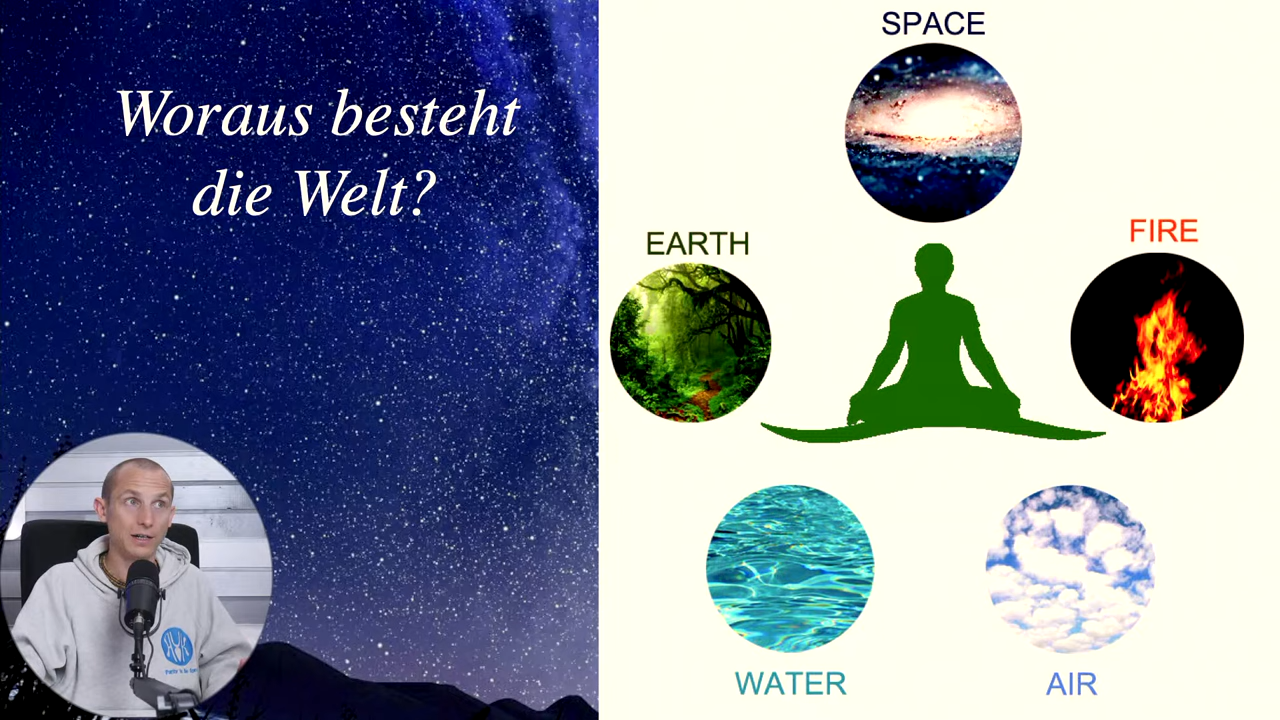 Woraus besteht
die Welt?
SPACE
EARTH
FIRE
WATER
AIR